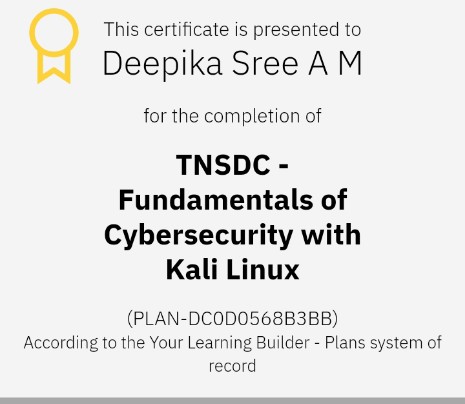 This certificate is presented to
Deepika Sree A M
for the completion of
TNSDC -
Fundamentals of
Cybersecurity with
Kali Linux
(PLAN-DC0D0568B3BB)
According to the Your Learning Builder - Plans system of
record